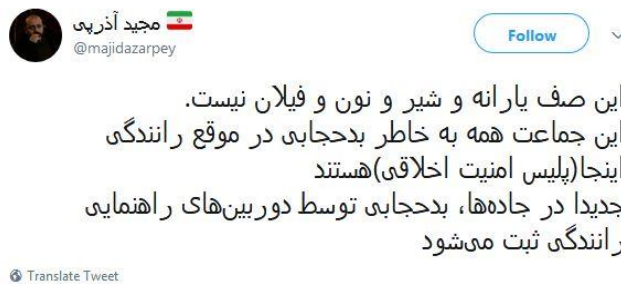 مجید آذرپی
@majidazarpey
Follow
این صف یارانه و شیر و نون و فیلان نیست.
این جماعت همه به خاطر بدحجابی در موقع رانندگی
اینجا(پلیس امنیت اخلاقی)هستند
جدیدا در جاده‌ها، بدحجابی توسط دوربین‌های راهنمایی
رانندگی ثبت می‌شود
Translate Tweet